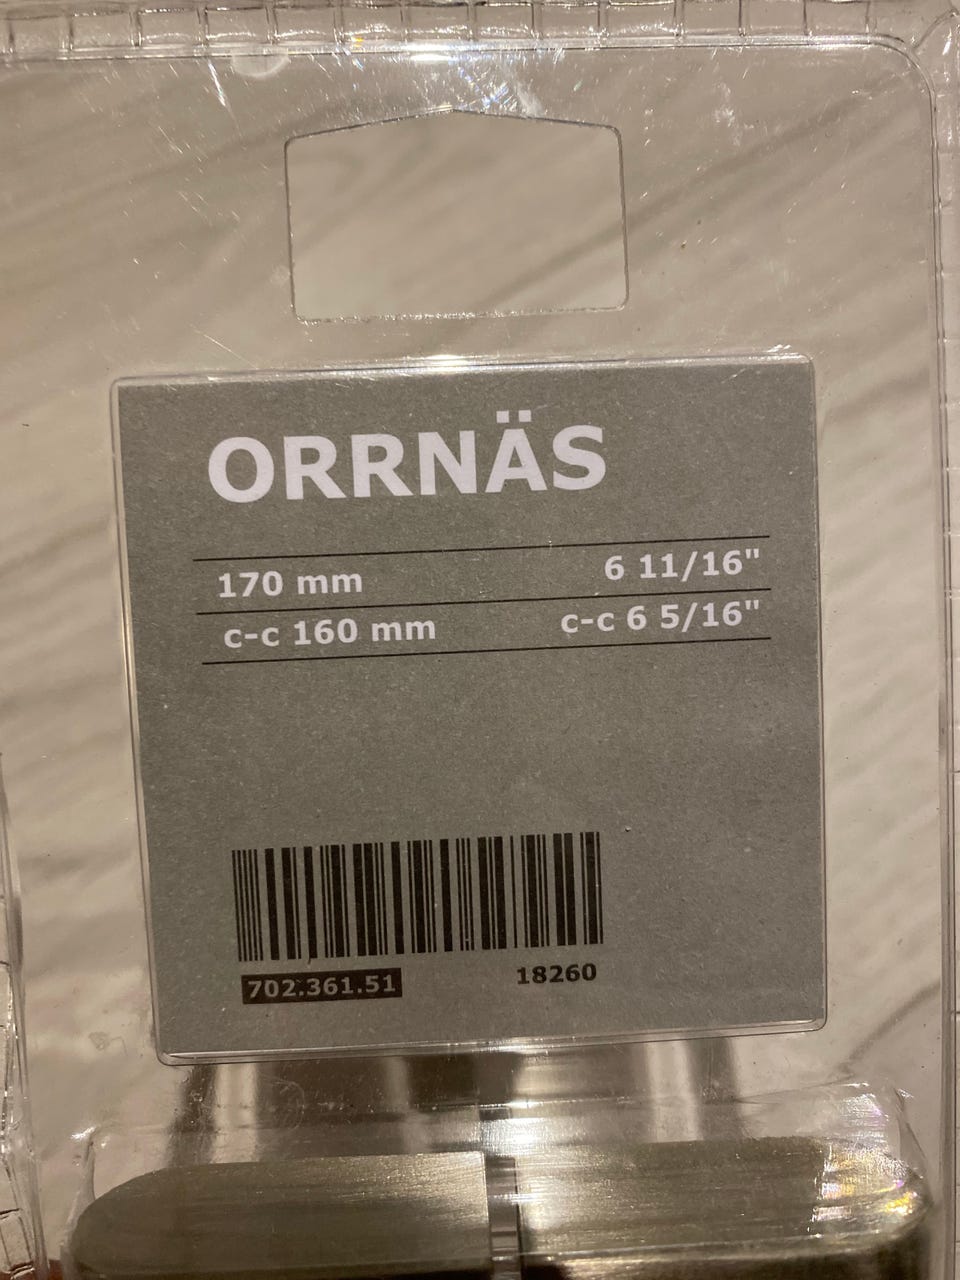 ORRNÄS
170 mm 6 11/16"
c-c 160 mm c-c 6 5/16"
702.361.51 18260